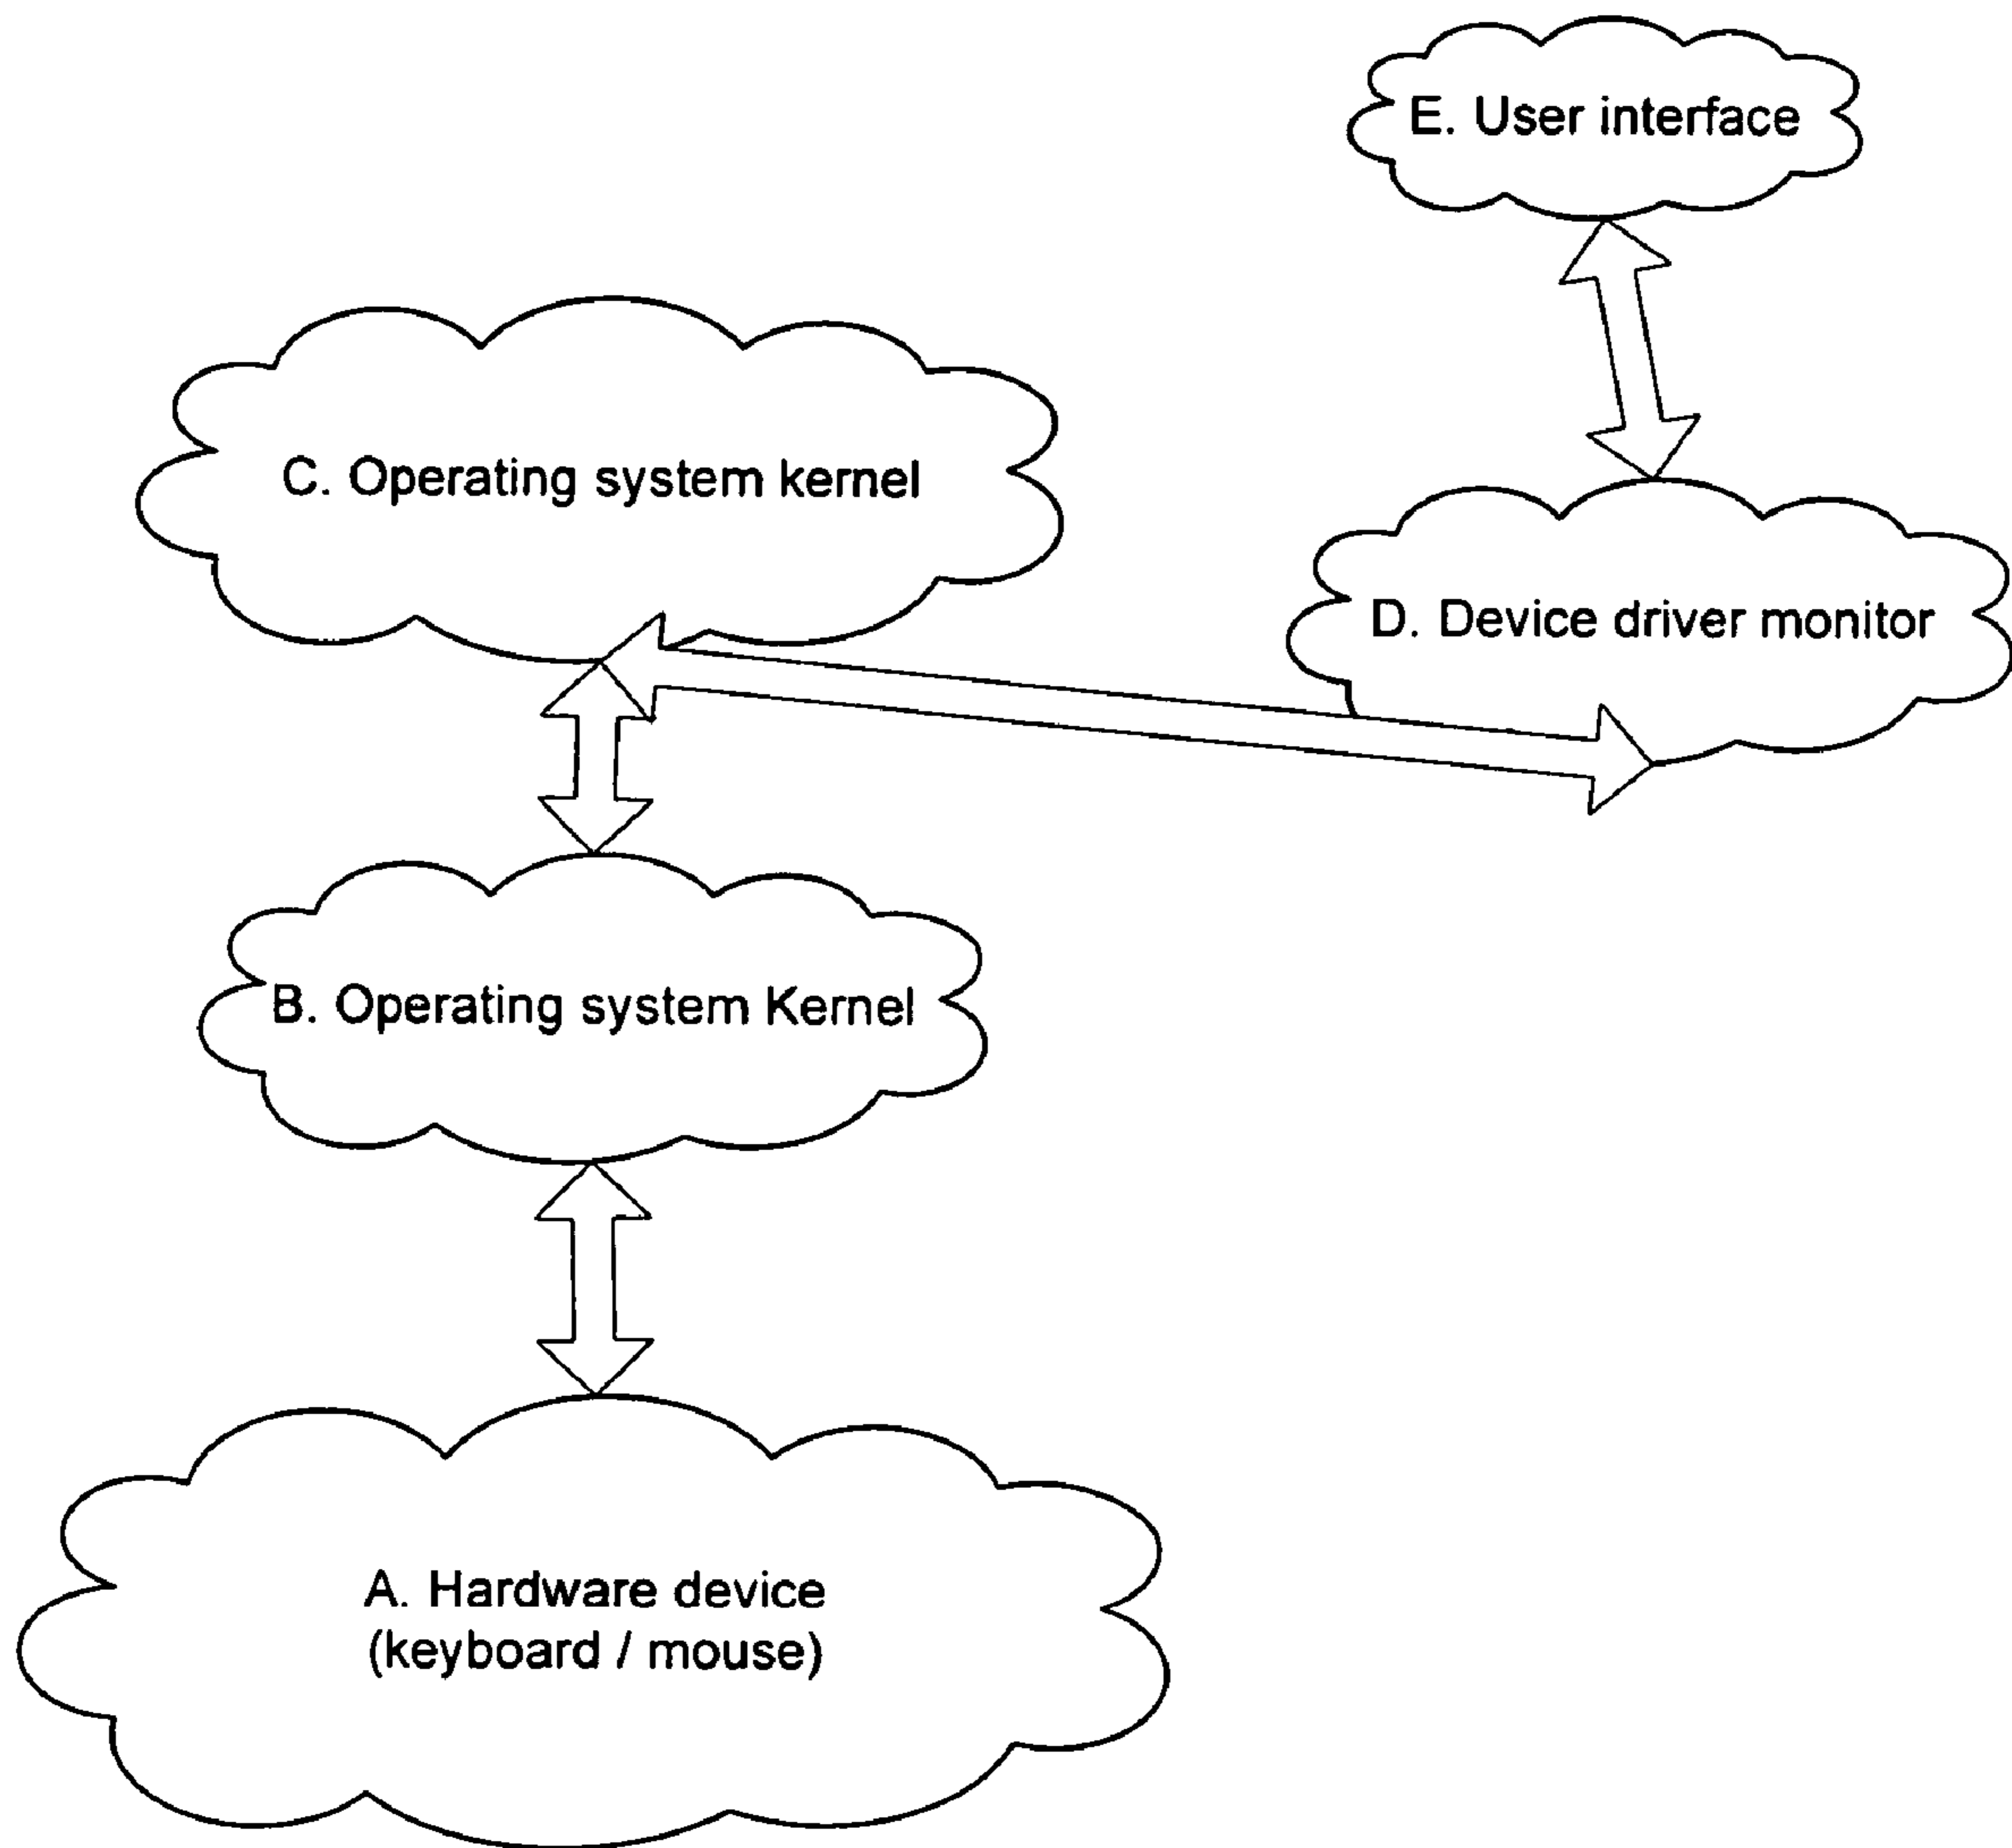 E. User interface
C. Operating system kernel
D. Device driver monitor
B. Operating system Kernel
A. Hardware device
(keyboard / mouse)